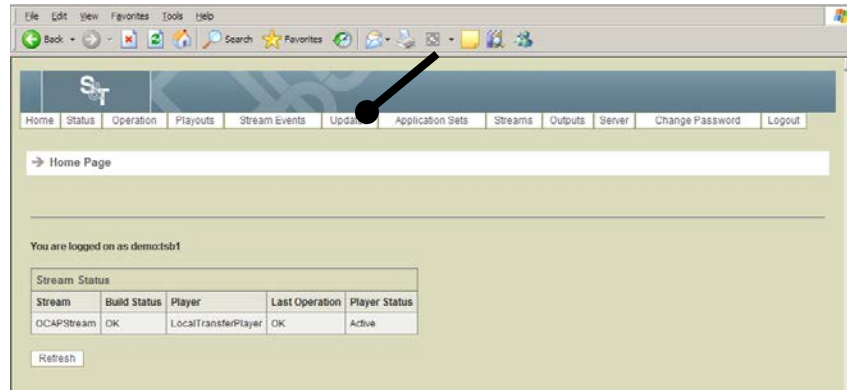 File Edit View Favorites Tools Help
Back Search Favorites
S&T
Home Status Operation Playouts Stream Events Application Sets Streams Outputs Server Change Password Logout
Home Page
You are logged on as demo:tsb1
Stream Status
Stream Build Status Player Last Operation Player Status
OCAPStream OK LocalTransferPlayer OK Active
Refresh